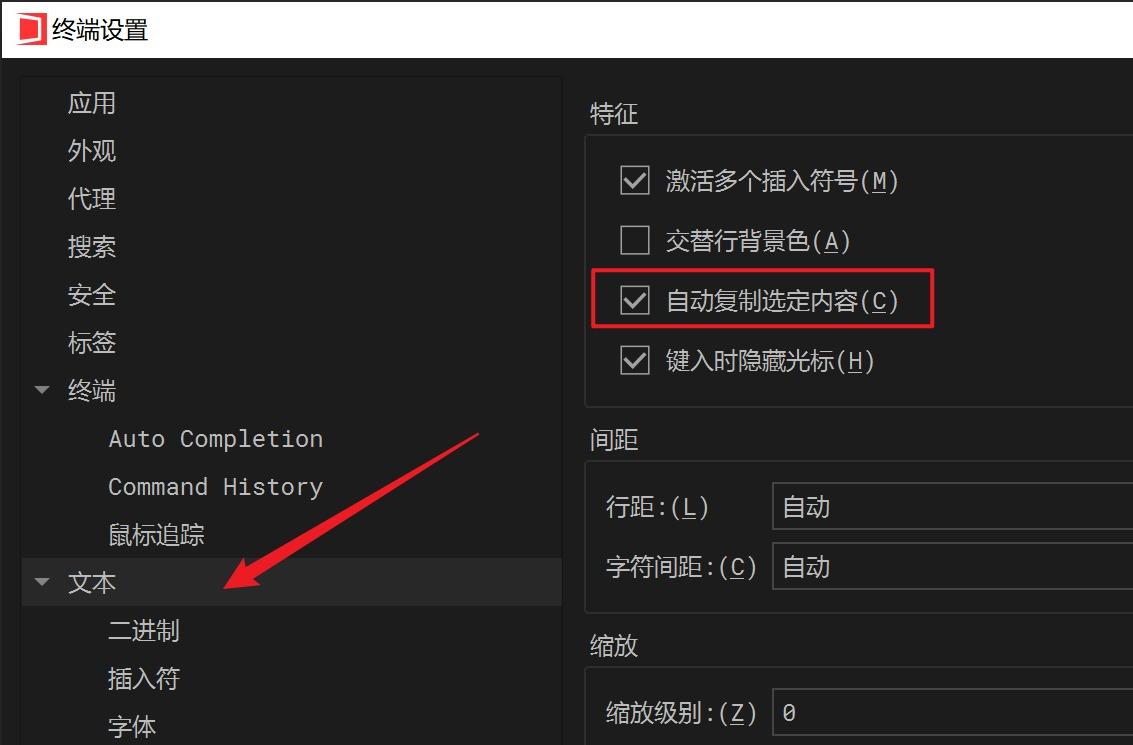 终端设置
应用
外观
代理
搜索
安全
标签
终端
Auto Completion
Command History
鼠标追踪
文本
二进制
插入符
字体
特征
激活多个插入符号(M)
交替行背景色(A)
自动复制选定内容(C)
键入时隐藏光标(H)
间距
行距:(L) 自动
字符间距:(C) 自动
缩放
缩放级别:(Z) 0